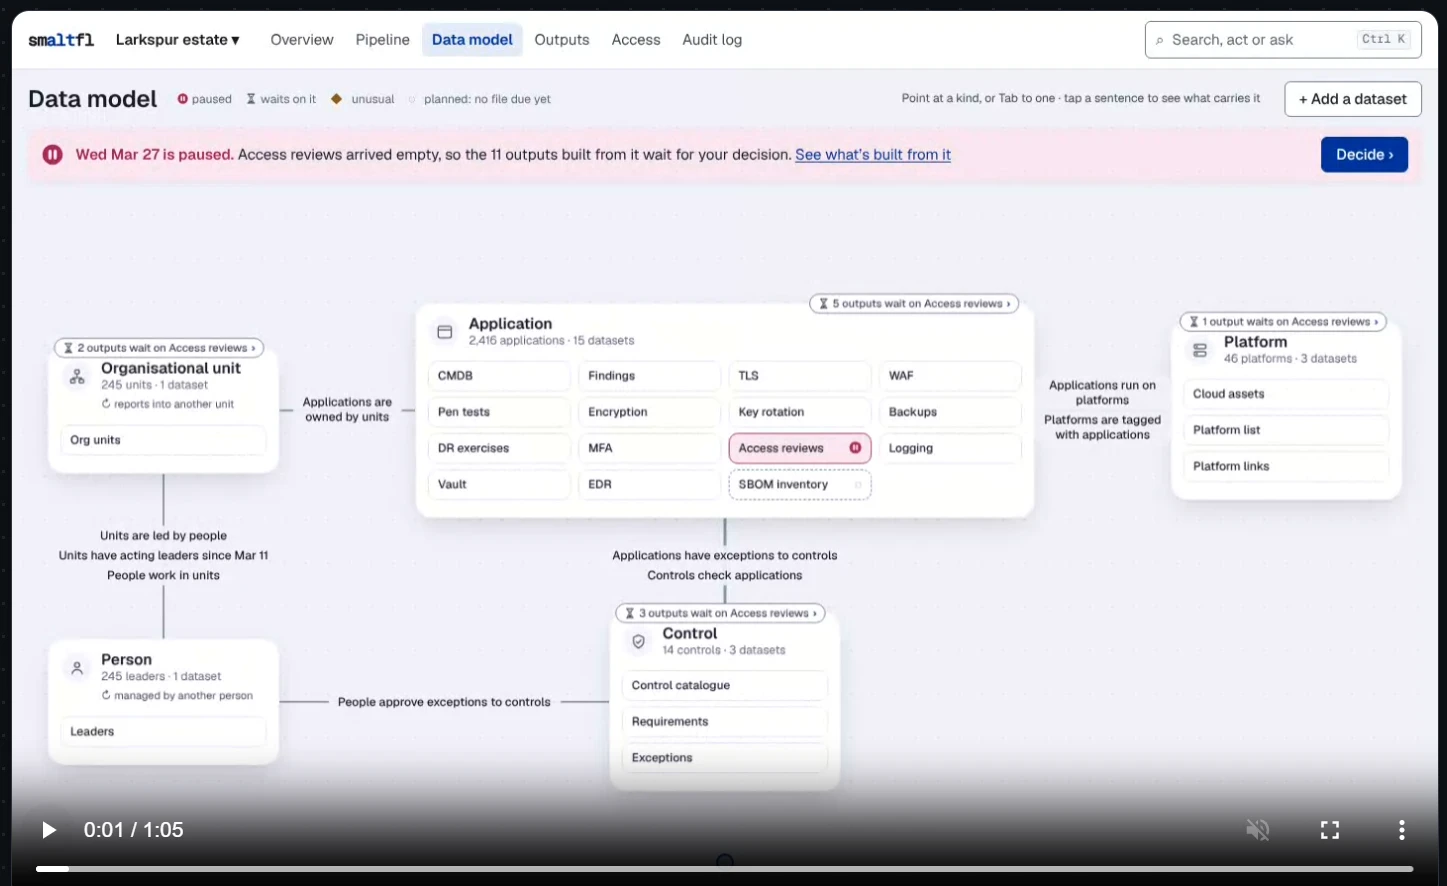 smaltfl
Larkspur estate ▾
Overview
Pipeline
Data model
Outputs
Access
Audit log
Search, act or ask
Ctrl K
Data model
paused
waits on it
unusual
planned: no file due yet
Point at a kind, or Tab to one · tap a sentence to see what carries it
+ Add a dataset
Wed Mar 27 is paused. Access reviews arrived empty, so the 11 outputs built from it wait for your decision. See what's built from it
Decide ›
2 outputs wait on Access reviews ›
Organisational unit
245 units · 1 dataset
reports into another unit
Org units
Applications are
owned by units
5 outputs wait on Access reviews ›
Application
2,416 applications · 15 datasets
CMDB
Findings
TLS
WAF
Pen tests
Encryption
Key rotation
Backups
DR exercises
MFA
Access reviews
Logging
Vault
EDR
SBOM inventory
Applications run on
platforms
Platforms are tagged
with applications
1 output waits on Access reviews ›
Platform
46 platforms · 3 datasets
Cloud assets
Platform list
Platform links
Units are led by people
Units have acting leaders since Mar 11
People work in units
Applications have exceptions to controls
Controls check applications
Person
245 leaders · 1 dataset
managed by another person
Leaders
People approve exceptions to controls
3 outputs wait on Access reviews ›
Control
14 controls · 3 datasets
Control catalogue
Requirements
Exceptions
0:01 / 1:05